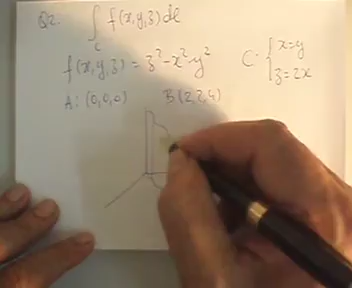 Q2. ∫_C f(x,y,z) dl
f(x,y,z) = z² - x² y²
C: { x=y
z=2x
A: (0,0,0) B(2,2,4)